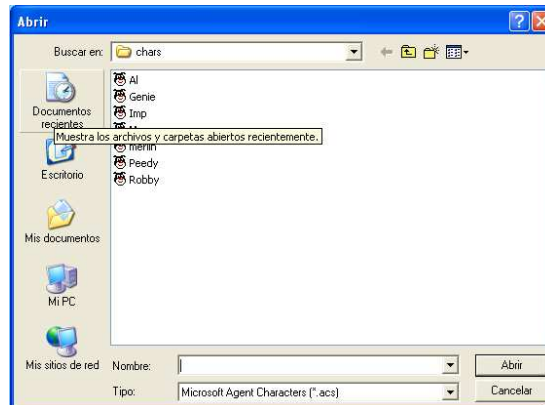 Abrir
Buscar en:
chars
Documentos
recientes
Escritorio
Mis documentos
Mi PC
Mis sitios de red
Al
Genie
Imp
Muestra los archivos y carpetas abiertos recientemente.
merlin
Peedy
Robby
Nombre:
Abrir
Tipo:
Microsoft Agent Characters (*.acs)
Cancelar